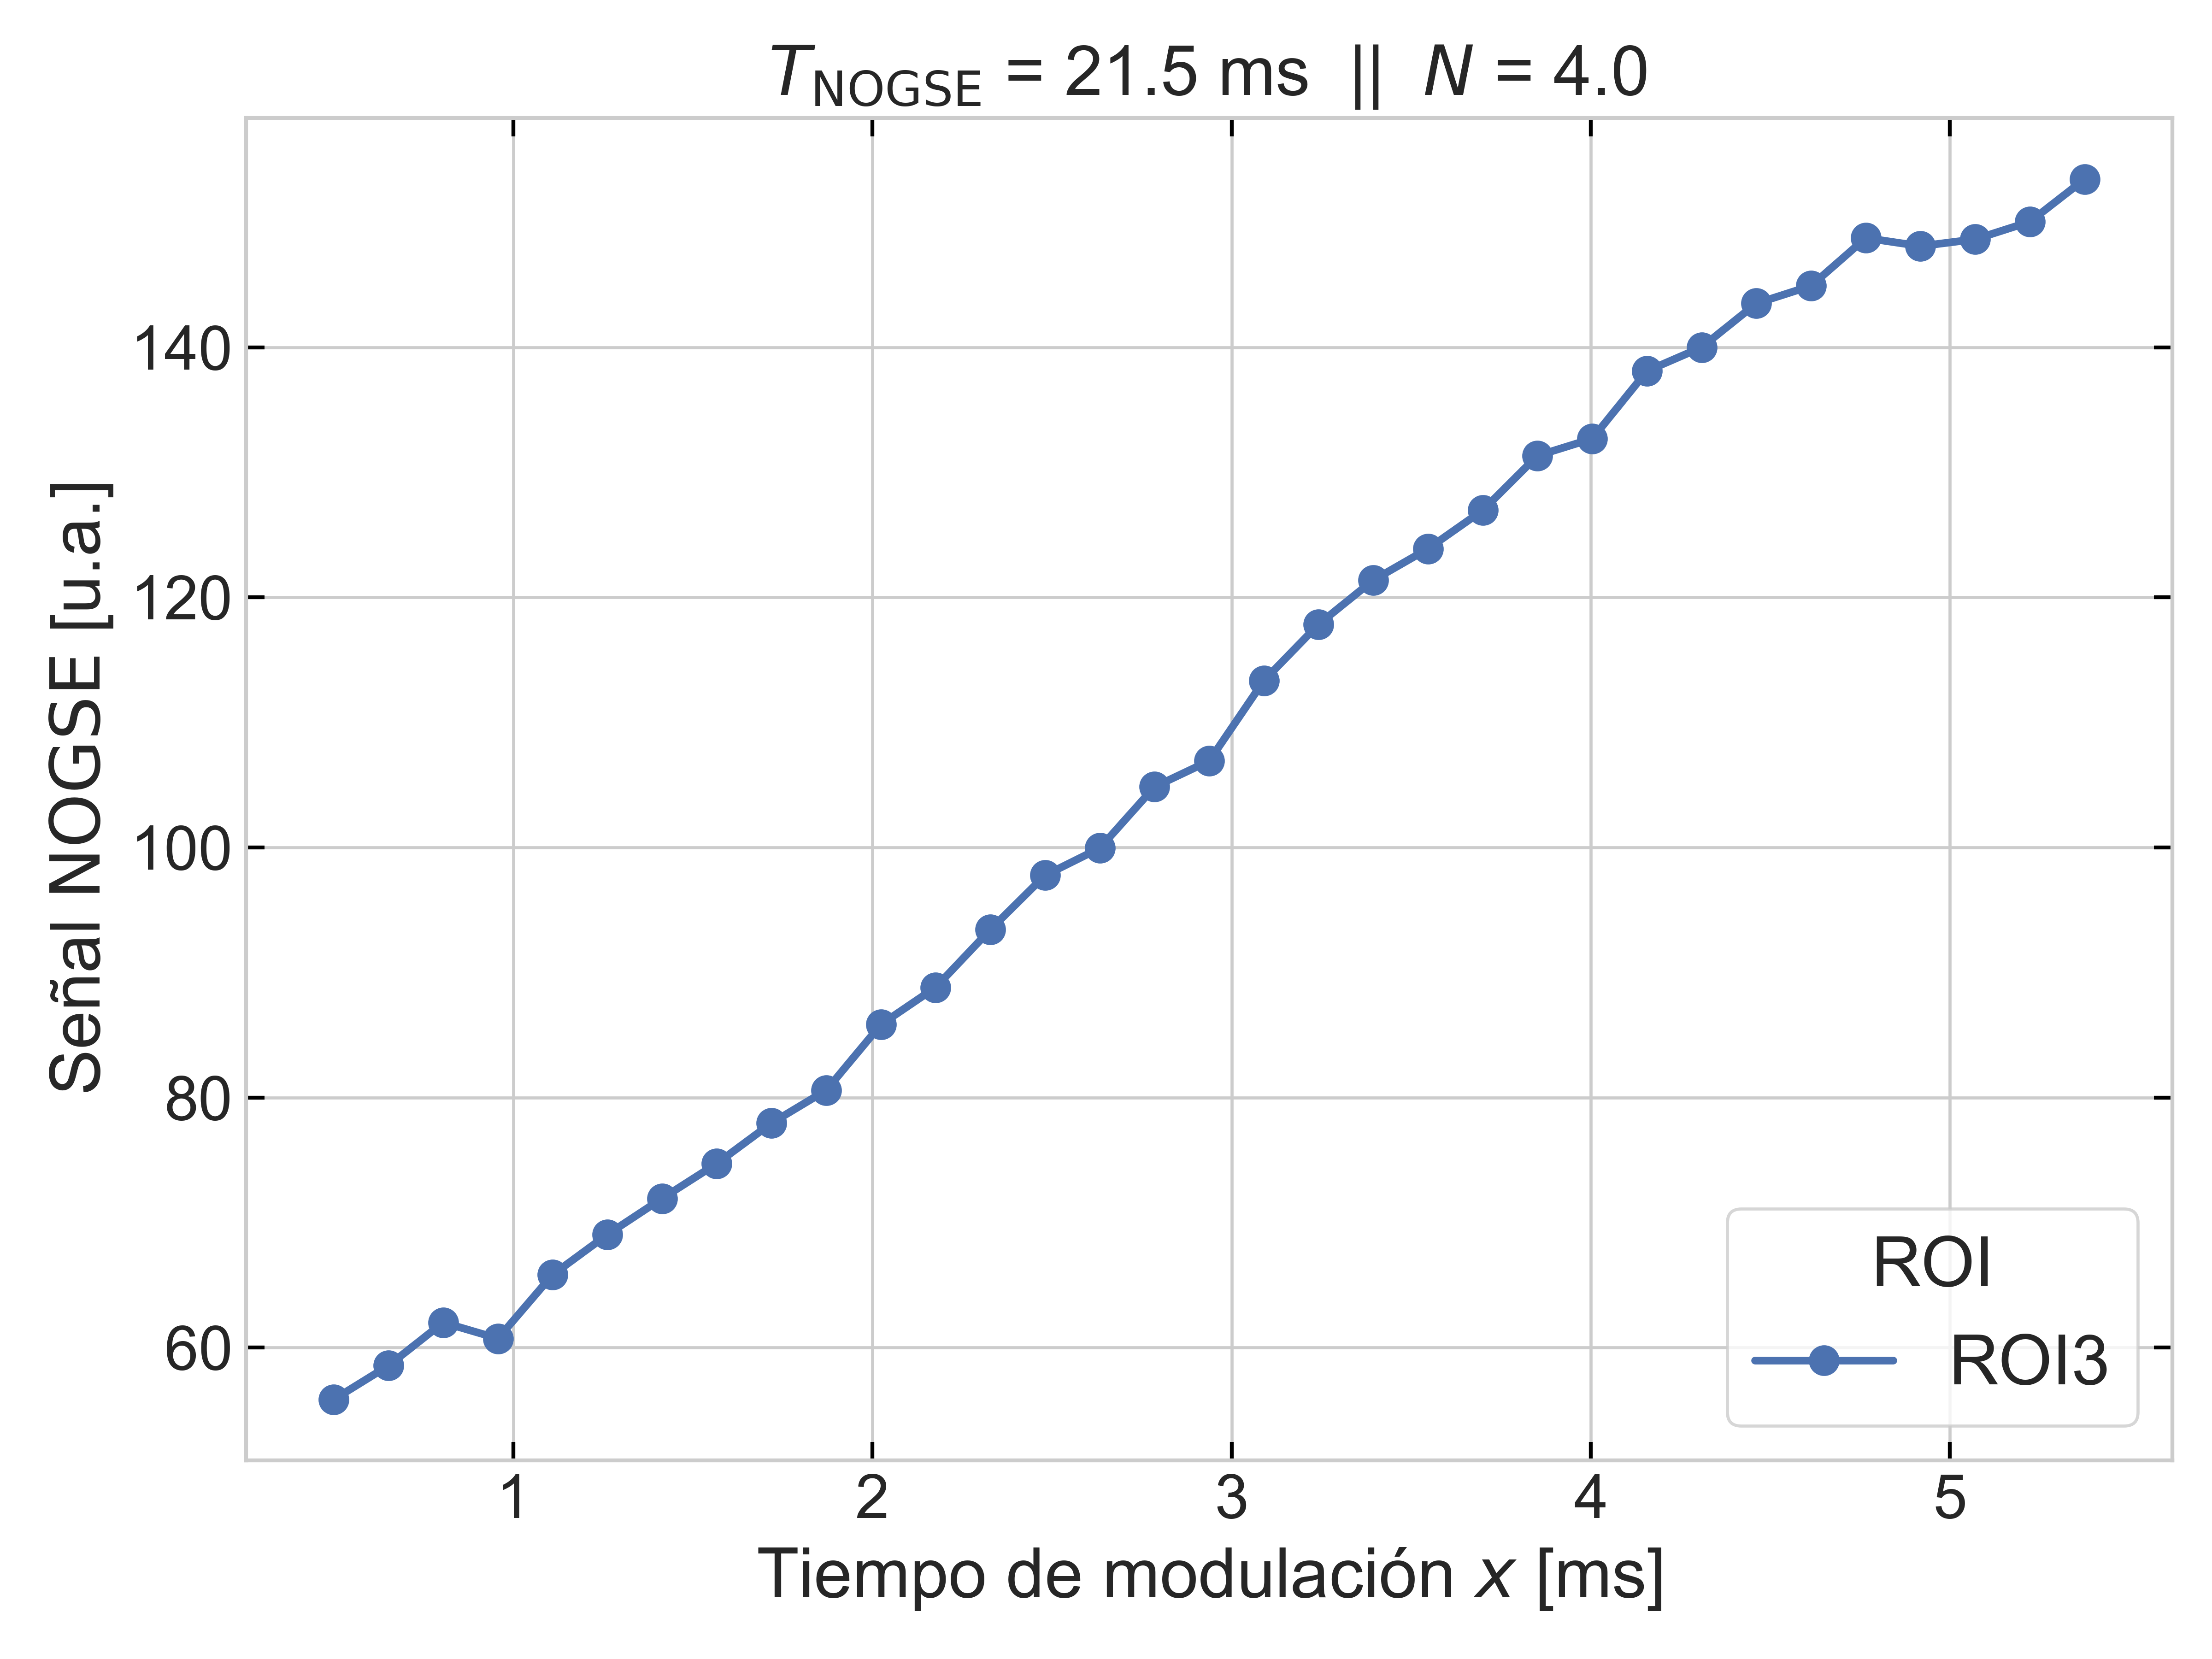 T_NOGSE = 21.5 ms || N = 4.0
Señal NOGSE [u.a.]
140
120
100
80
60
ROI
ROI3
1 2 3 4 5
Tiempo de modulación x [ms]